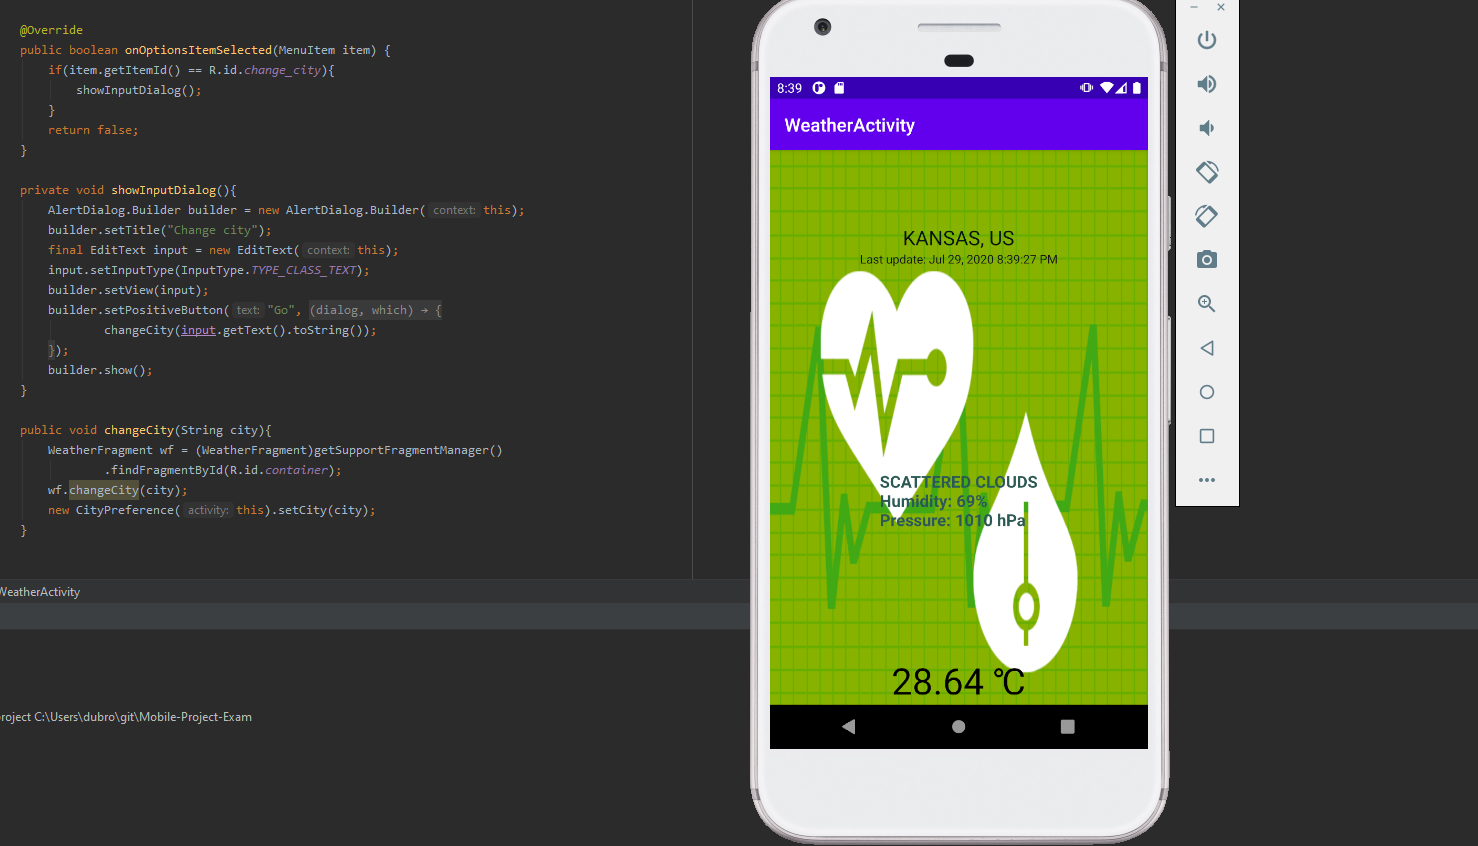 @Override
public boolean onOptionsItemSelected(MenuItem item) {
if(item.getItemId() == R.id.change_city){
showInputDialog();
}
return false;
}
private void showInputDialog(){
AlertDialog.Builder builder = new AlertDialog.Builder( context: this);
builder.setTitle("Change city");
final EditText input = new EditText( context: this);
input.setInputType(InputType.TYPE_CLASS_TEXT);
builder.setView(input);
builder.setPositiveButton( text: "Go", (dialog, which) → {
changeCity(input.getText().toString());
});
builder.show();
}
public void changeCity(String city){
WeatherFragment wf = (WeatherFragment)getSupportFragmentManager()
.findFragmentById(R.id.container);
wf.changeCity(city);
new CityPreference( activity: this).setCity(city);
}
WeatherActivity
roject C:\Users\dubro\git\Mobile-Project-Exam
8:39
WeatherActivity
KANSAS, US
Last update: Jul 29, 2020 8:39:27 PM
SCATTERED CLOUDS
Humidity: 69%
Pressure: 1010 hPa
28.64 ℃